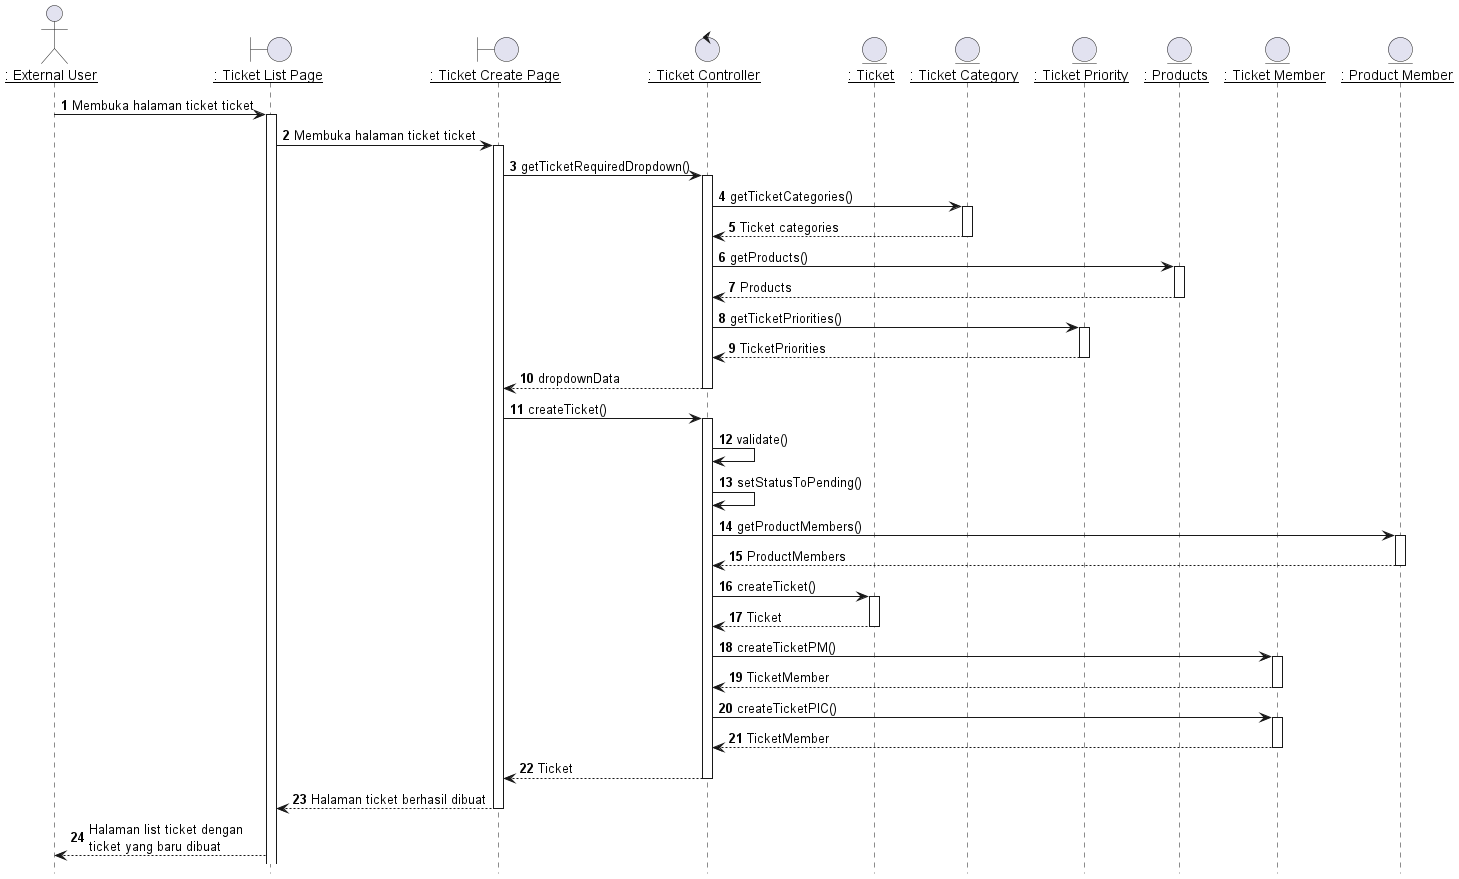 : External User
: Ticket List Page
: Ticket Create Page
: Ticket Controller
: Ticket
: Ticket Category
: Ticket Priority
: Products
: Ticket Member
: Product Member
1 Membuka halaman ticket ticket
2 Membuka halaman ticket ticket
3 getTicketRequiredDropdown()
4 getTicketCategories()
5 Ticket categories
6 getProducts()
7 Products
8 getTicketPriorities()
9 TicketPriorities
10 dropdownData
11 createTicket()
12 validate()
13 setStatusToPending()
14 getProductMembers()
15 ProductMembers
16 createTicket()
17 Ticket
18 createTicketPM()
19 TicketMember
20 createTicketPIC()
21 TicketMember
22 Ticket
23 Halaman ticket berhasil dibuat
24 Halaman list ticket dengan
ticket yang baru dibuat